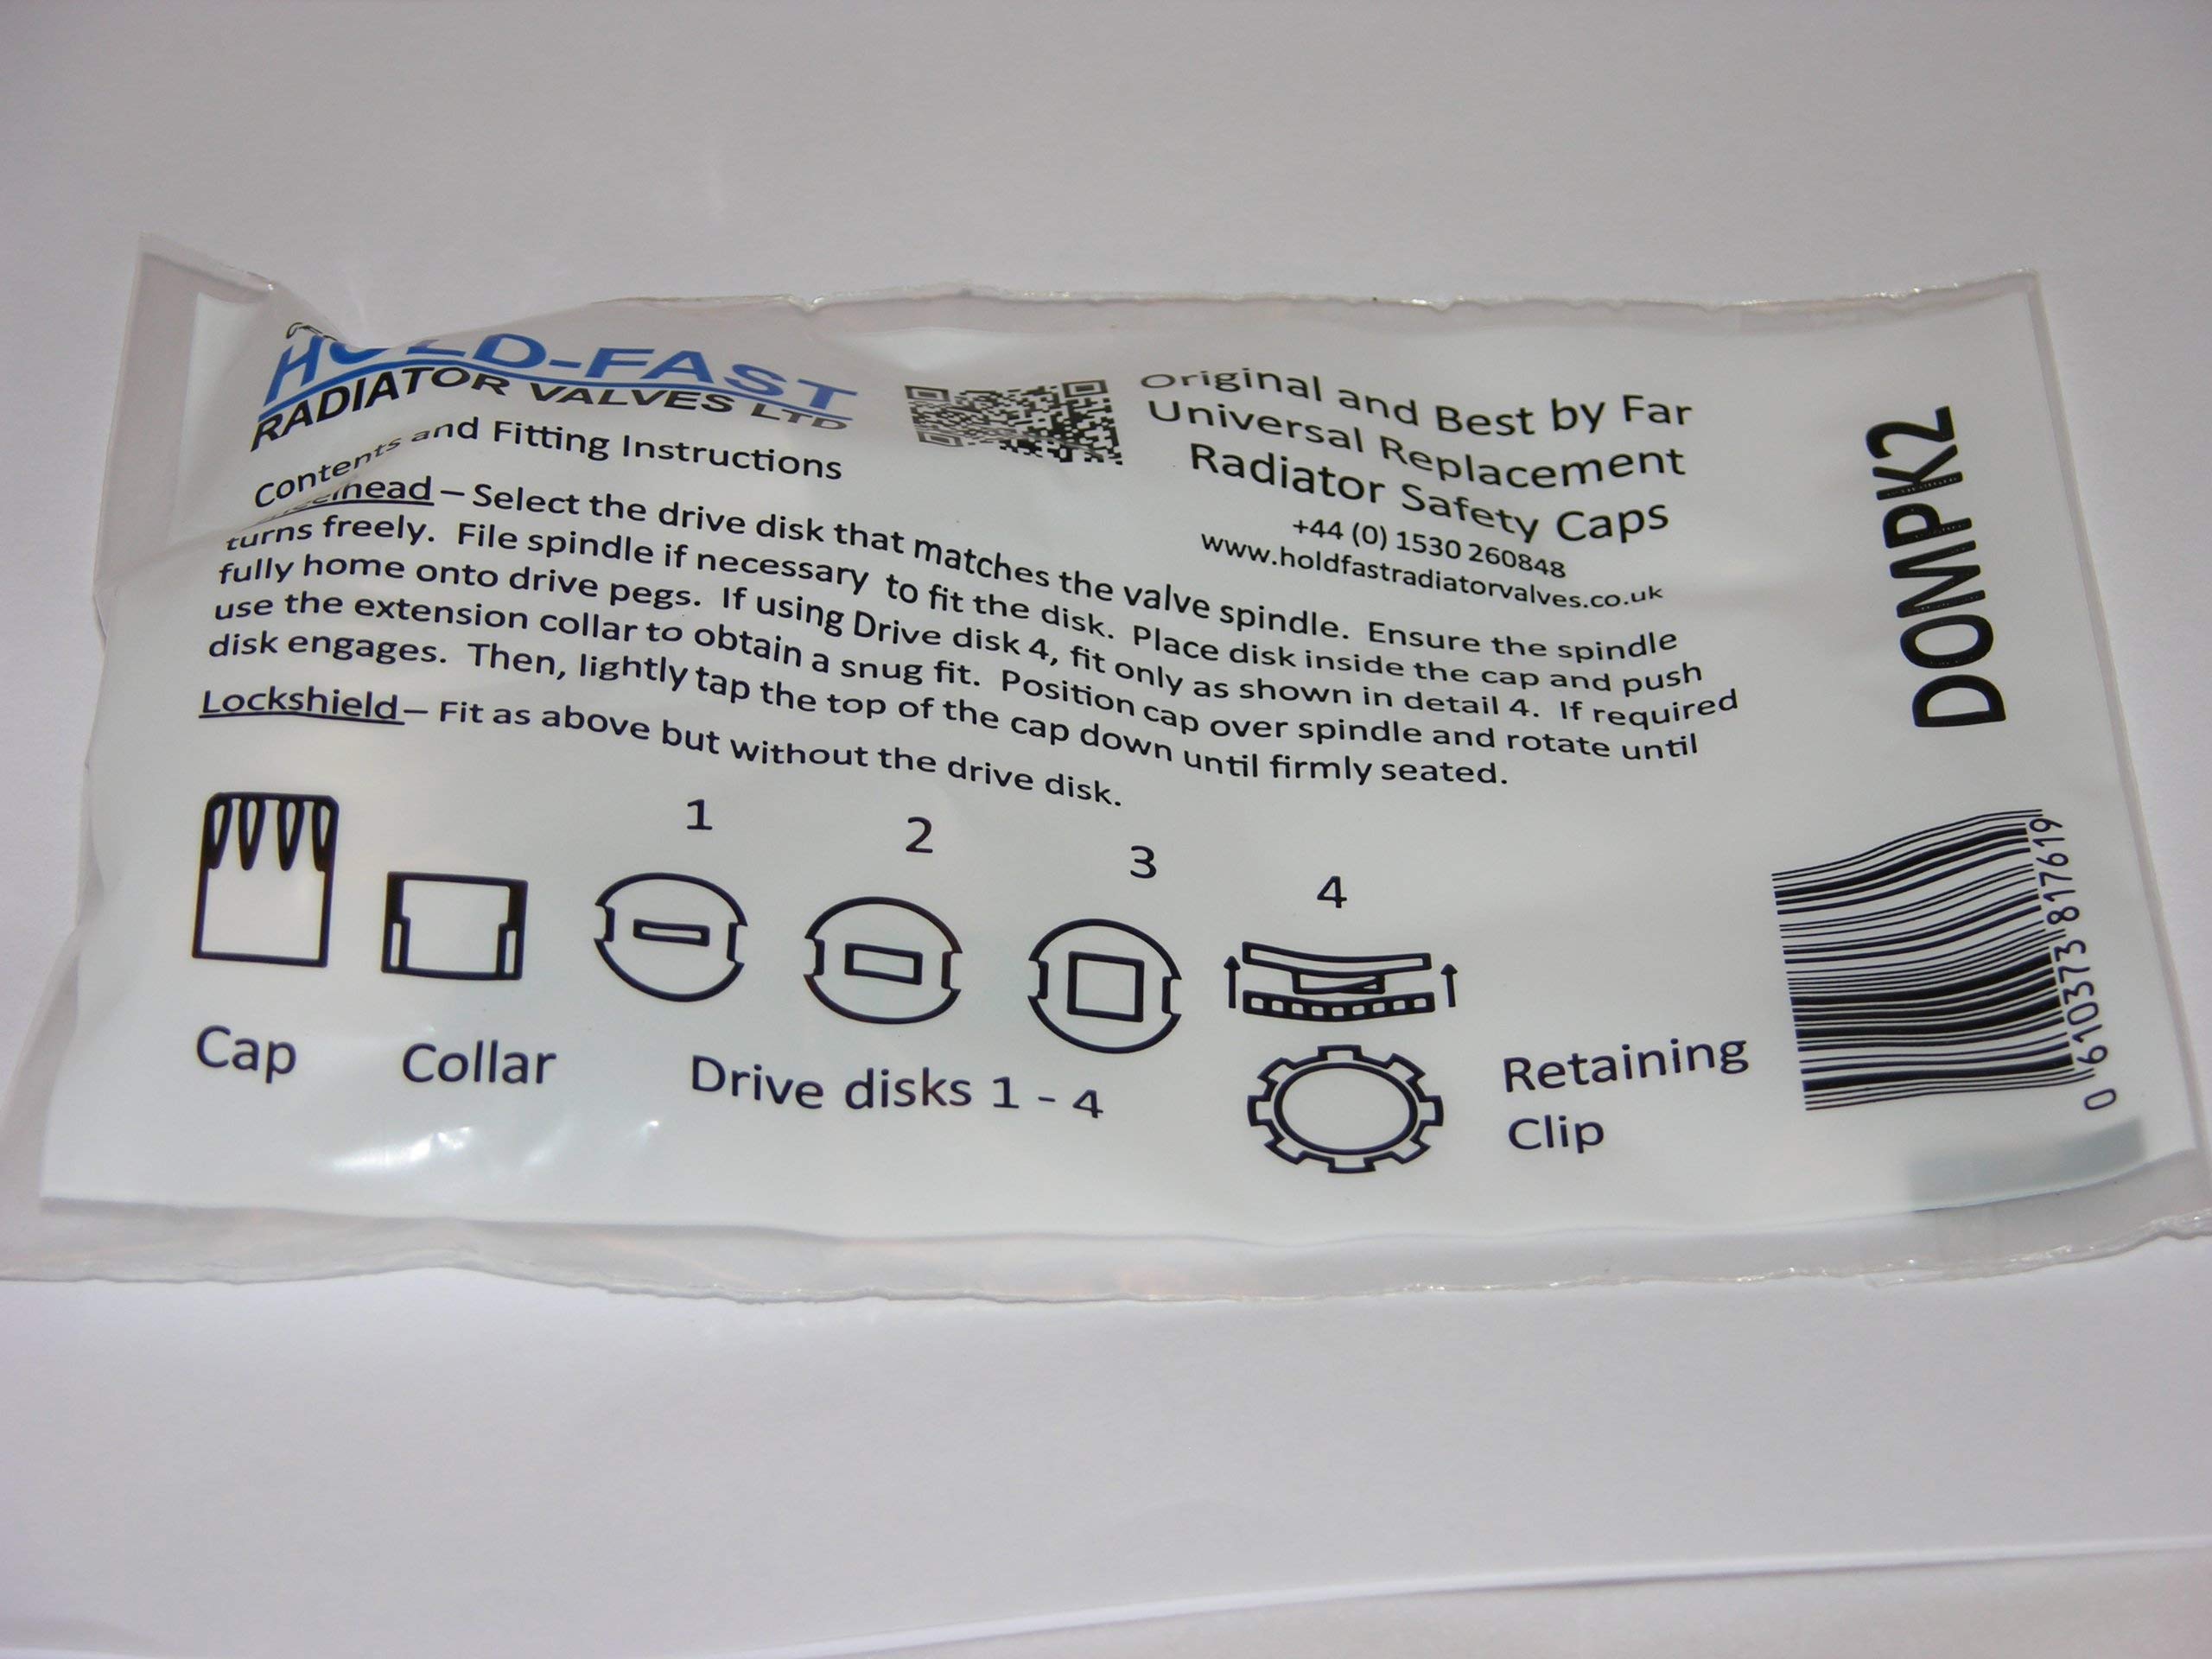 HOLD-FAST
RADIATOR VALVES LTD
Contents and Fitting Instructions
Original and Best by Far
Universal Replacement
Radiator Safety Caps
+44 (0) 1530 260848
www.holdfastradiatorvalves.co.uk
– Select the drive disk that matches the valve spindle. Ensure the spindle
turns freely. File spindle if necessary to fit the disk. Place disk inside the cap and push
fully home onto drive pegs. If using Drive disk 4, fit only as shown in detail 4. If required
use the extension collar to obtain a snug fit. Position cap over spindle and rotate until
disk engages. Then, lightly tap the top of the cap down until firmly seated.
Lockshield – Fit as above but without the drive disk.
1
2
3
4
Cap
Collar
Drive disks 1 - 4
Retaining
Clip
DOMPK2
0 610373 817619